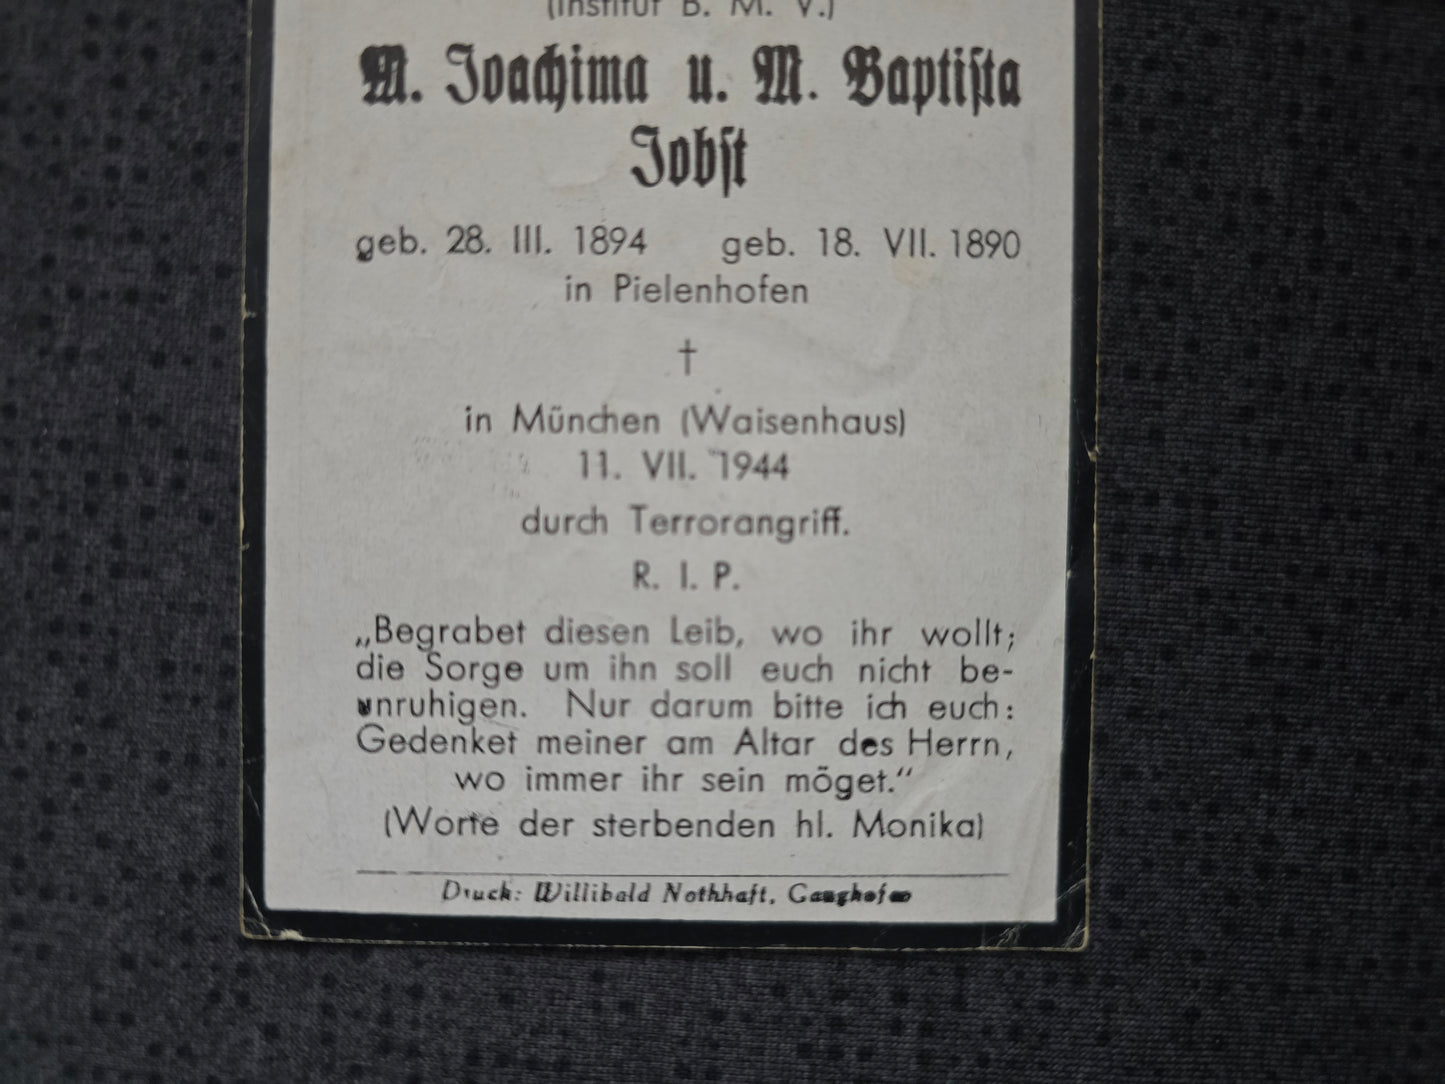 (Institut B. M. V.)
M. Joachima u. M. Baptista
Jobst
geb. 28. III. 1894 geb. 18. VII. 1890
in Pielenhofen
†
in München (Waisenhaus)
11. VII. 1944
durch Terrorangriff.
R. I. P.
„Begrabet diesen Leib, wo ihr wollt;
die Sorge um ihn soll euch nicht be-
unruhigen. Nur darum bitte ich euch:
Gedenket meiner am Altar des Herrn,
wo immer ihr sein möget.“
(Worte der sterbenden hl. Monika)
Druck: Willibald Nothhaft,